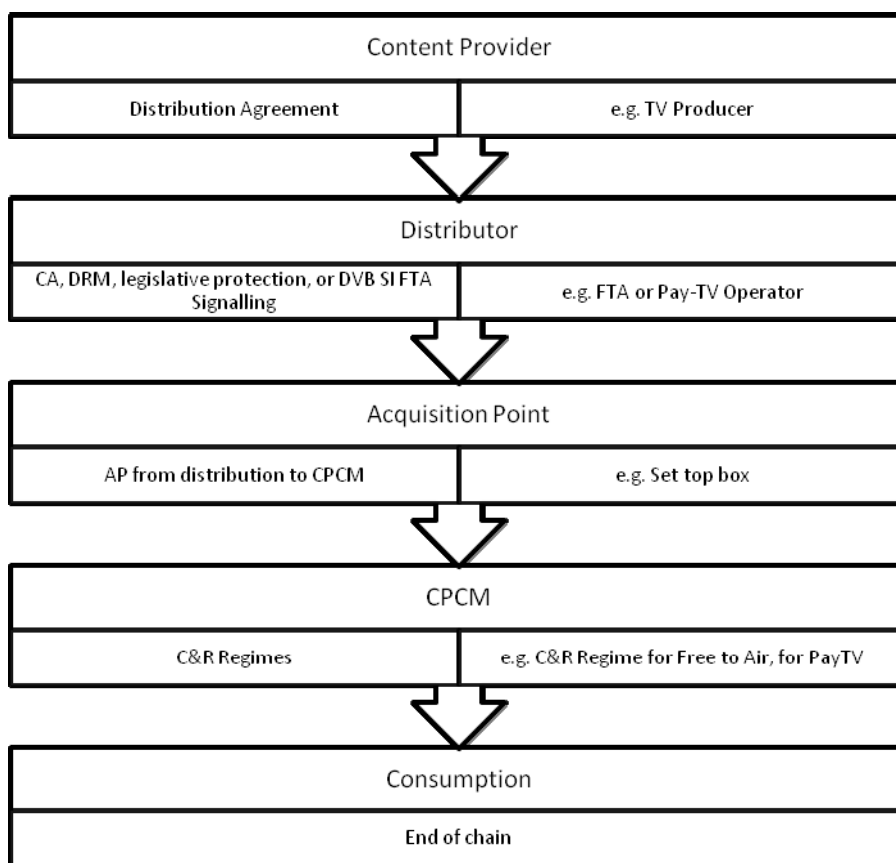 Content Provider
Distribution Agreement
e.g. TV Producer
Distributor
CA, DRM, legislative protection, or DVB SI FTA
Signalling
e.g. FTA or Pay-TV Operator
Acquisition Point
AP from distribution to CPCM
e.g. Set top box
CPCM
C&R Regimes
e.g. C&R Regime for Free to Air, for PayTV
Consumption
End of chain